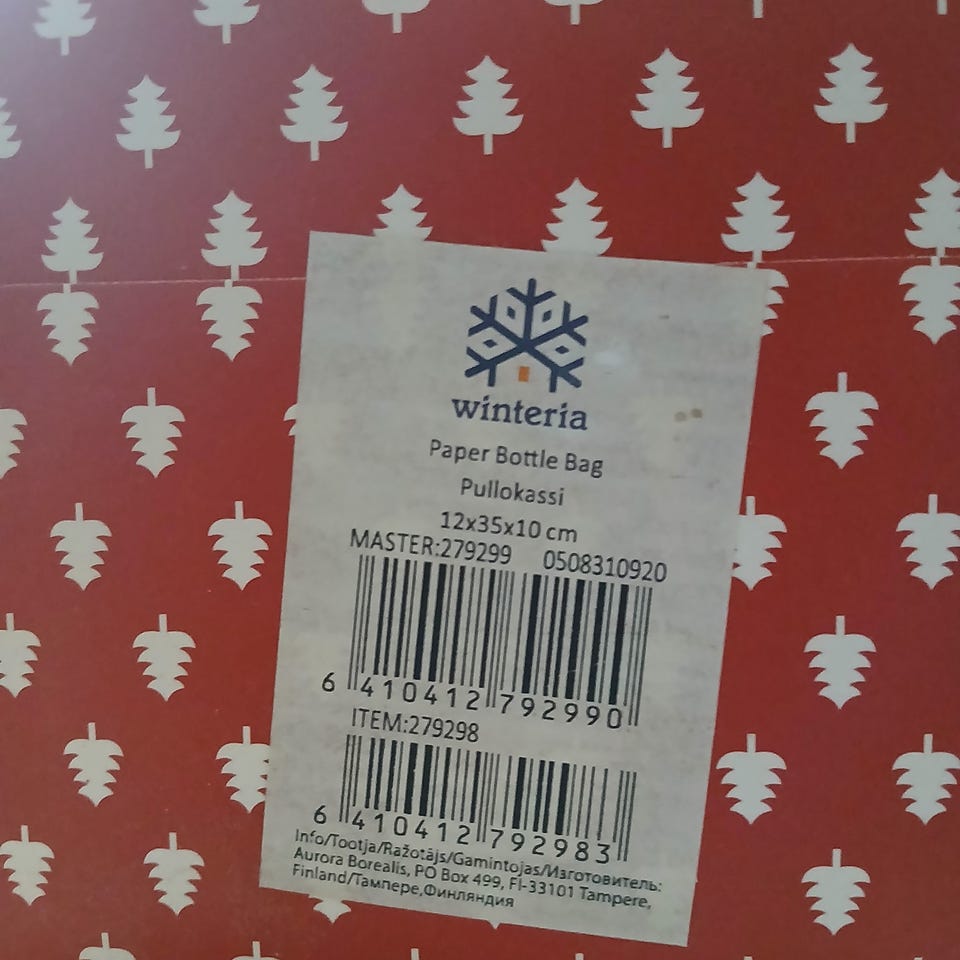 winteria
Paper Bottle Bag
Pullokassi
12x35x10 cm
MASTER:279299 0508310920
6 410412 792990
ITEM:279298
6 410412 792983
Info/Tootja/Ražotājs/Gamintojas/Изготовитель:
Aurora Borealis, PO Box 499, FI-33101 Tampere,
Finland/Тампере,Финляндия